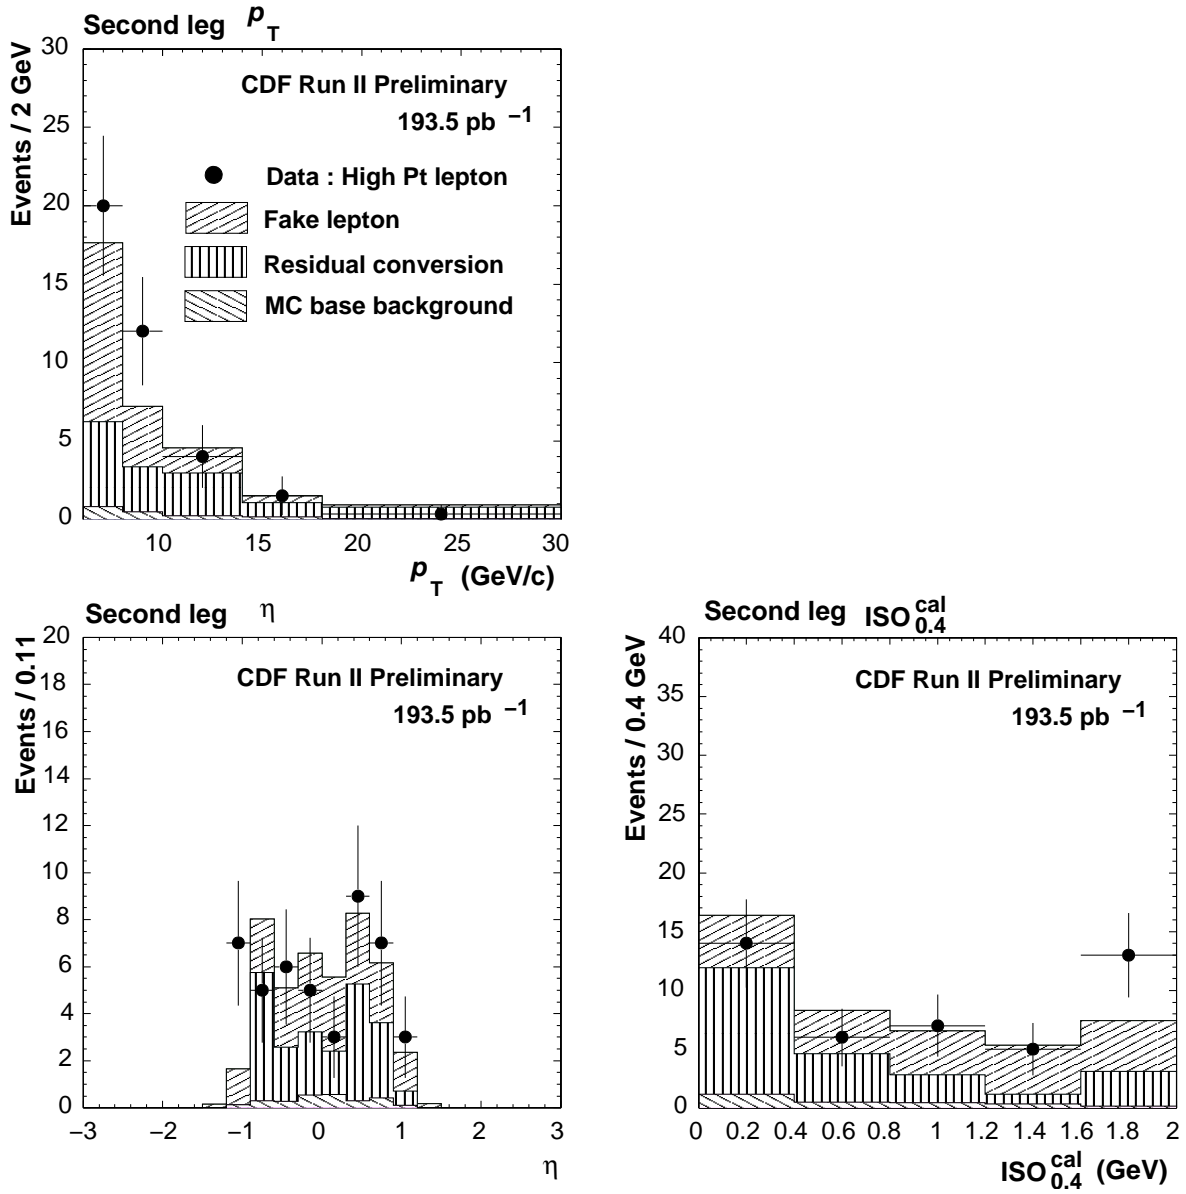 Second leg p_T
Events / 2 GeV
30
25
20
15
10
5
0
CDF Run II Preliminary
193.5 pb −1
Data : High Pt lepton
Fake lepton
Residual conversion
MC base background
10 15 20 25 30
p_T (GeV/c)
Second leg η
Events / 0.11
20
18
16
14
12
10
8
6
4
2
0
CDF Run II Preliminary
193.5 pb −1
−3 −2 −1 0 1 2 3
η
Second leg ISO^cal_0.4
Events / 0.4 GeV
40
35
30
25
20
15
10
5
0
CDF Run II Preliminary
193.5 pb −1
0 0.2 0.4 0.6 0.8 1 1.2 1.4 1.6 1.8 2
ISO^cal_0.4 (GeV)